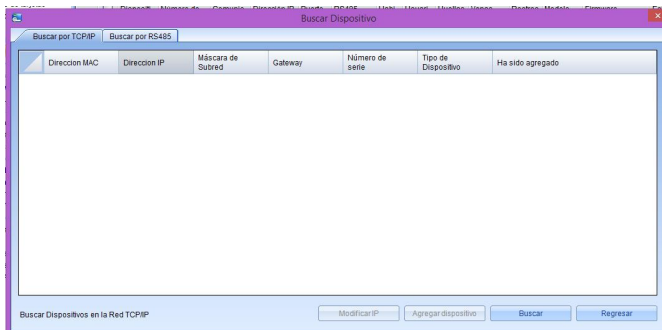 Buscar Dispositivo
Buscar por TCP/IP
Buscar por RS485
Direccion MAC
Direccion IP
Máscara de
Subred
Gateway
Número de
serie
Tipo de
Dispositivo
Ha sido agregado
Buscar Dispositivos en la Red TCP/IP
Modificar IP
Agregar dispositivo
Buscar
Regresar